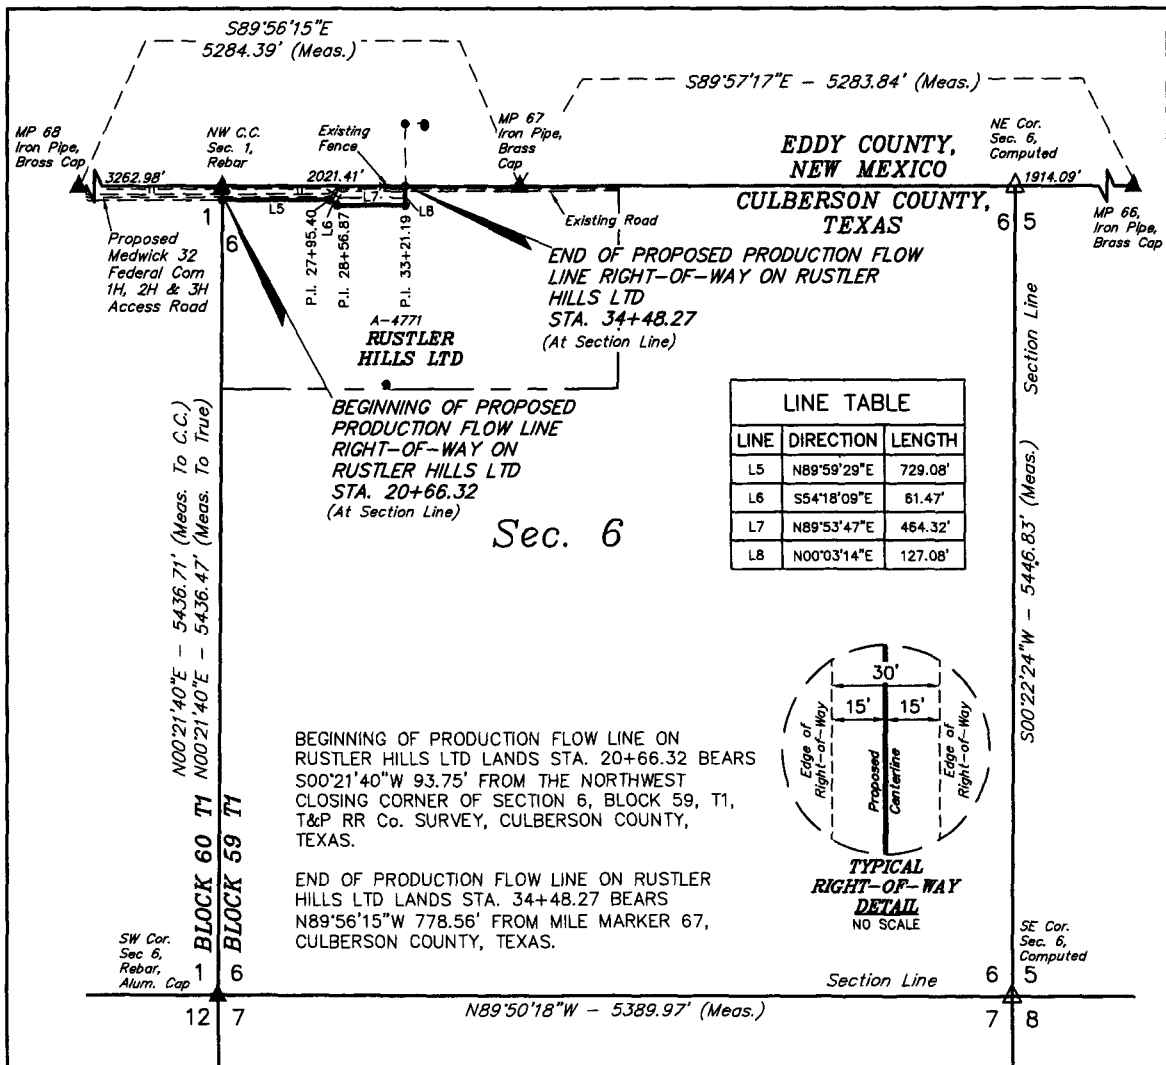 S89°56'15"E
5284.39' (Meas.)
S89°57'17"E - 5283.84' (Meas.)
MP 68
Iron Pipe,
Brass Cap
NW C.C.
Sec. 1,
Rebar
Existing
Fence
MP 67
Iron Pipe,
Brass
Cap
EDDY COUNTY,
NEW MEXICO
NE Cor.
Sec. 6,
Computed
3262.98'
2021.41'
1914.09'
L5
L6
L7
L8
CULBERSON COUNTY,
TEXAS
Existing Road
1
6
6
5
MP 66,
Iron Pipe,
Brass Cap
Proposed
Medwick 32
Federal Com
1H, 2H & 3H
Access Road
P.I. 27+95.40
P.I. 28+56.87
P.I. 33+21.19
END OF PROPOSED PRODUCTION FLOW
LINE RIGHT-OF-WAY ON RUSTLER
HILLS LTD
STA. 34+48.27
(At Section Line)
A-4771
RUSTLER
HILLS LTD
Section Line
BEGINNING OF PROPOSED
PRODUCTION FLOW LINE
RIGHT-OF-WAY ON
RUSTLER HILLS LTD
STA. 20+66.32
(At Section Line)
LINE TABLE
LINE DIRECTION LENGTH
L5 N89°59'29"E 729.08'
L6 S54°18'09"E 61.47'
L7 N89°53'47"E 464.32'
L8 N00°03'14"E 127.08'
Sec. 6
N00°21'40"E - 5436.71' (Meas. To C.C.)
N00°21'40"E - 5436.47' (Meas. To True)
S00°22'24"W - 5446.83' (Meas.)
30'
15' 15'
Edge of
Right-of-Way
Proposed
Centerline
Edge of
Right-of-Way
TYPICAL
RIGHT-OF-WAY
DETAIL
NO SCALE
BEGINNING OF PRODUCTION FLOW LINE ON
RUSTLER HILLS LTD LANDS STA. 20+66.32 BEARS
S00°21'40"W 93.75' FROM THE NORTHWEST
CLOSING CORNER OF SECTION 6, BLOCK 59, T1,
T&P RR Co. SURVEY, CULBERSON COUNTY,
TEXAS.
END OF PRODUCTION FLOW LINE ON RUSTLER
HILLS LTD LANDS STA. 34+48.27 BEARS
N89°56'15"W 778.56' FROM MILE MARKER 67,
CULBERSON COUNTY, TEXAS.
BLOCK 60 T1
BLOCK 59 T1
SW Cor.
Sec 6,
Rebar,
Alum. Cap
1
6
12
7
Section Line
N89°50'18"W - 5389.97' (Meas.)
SE Cor.
Sec. 6,
Computed
6
5
7
8